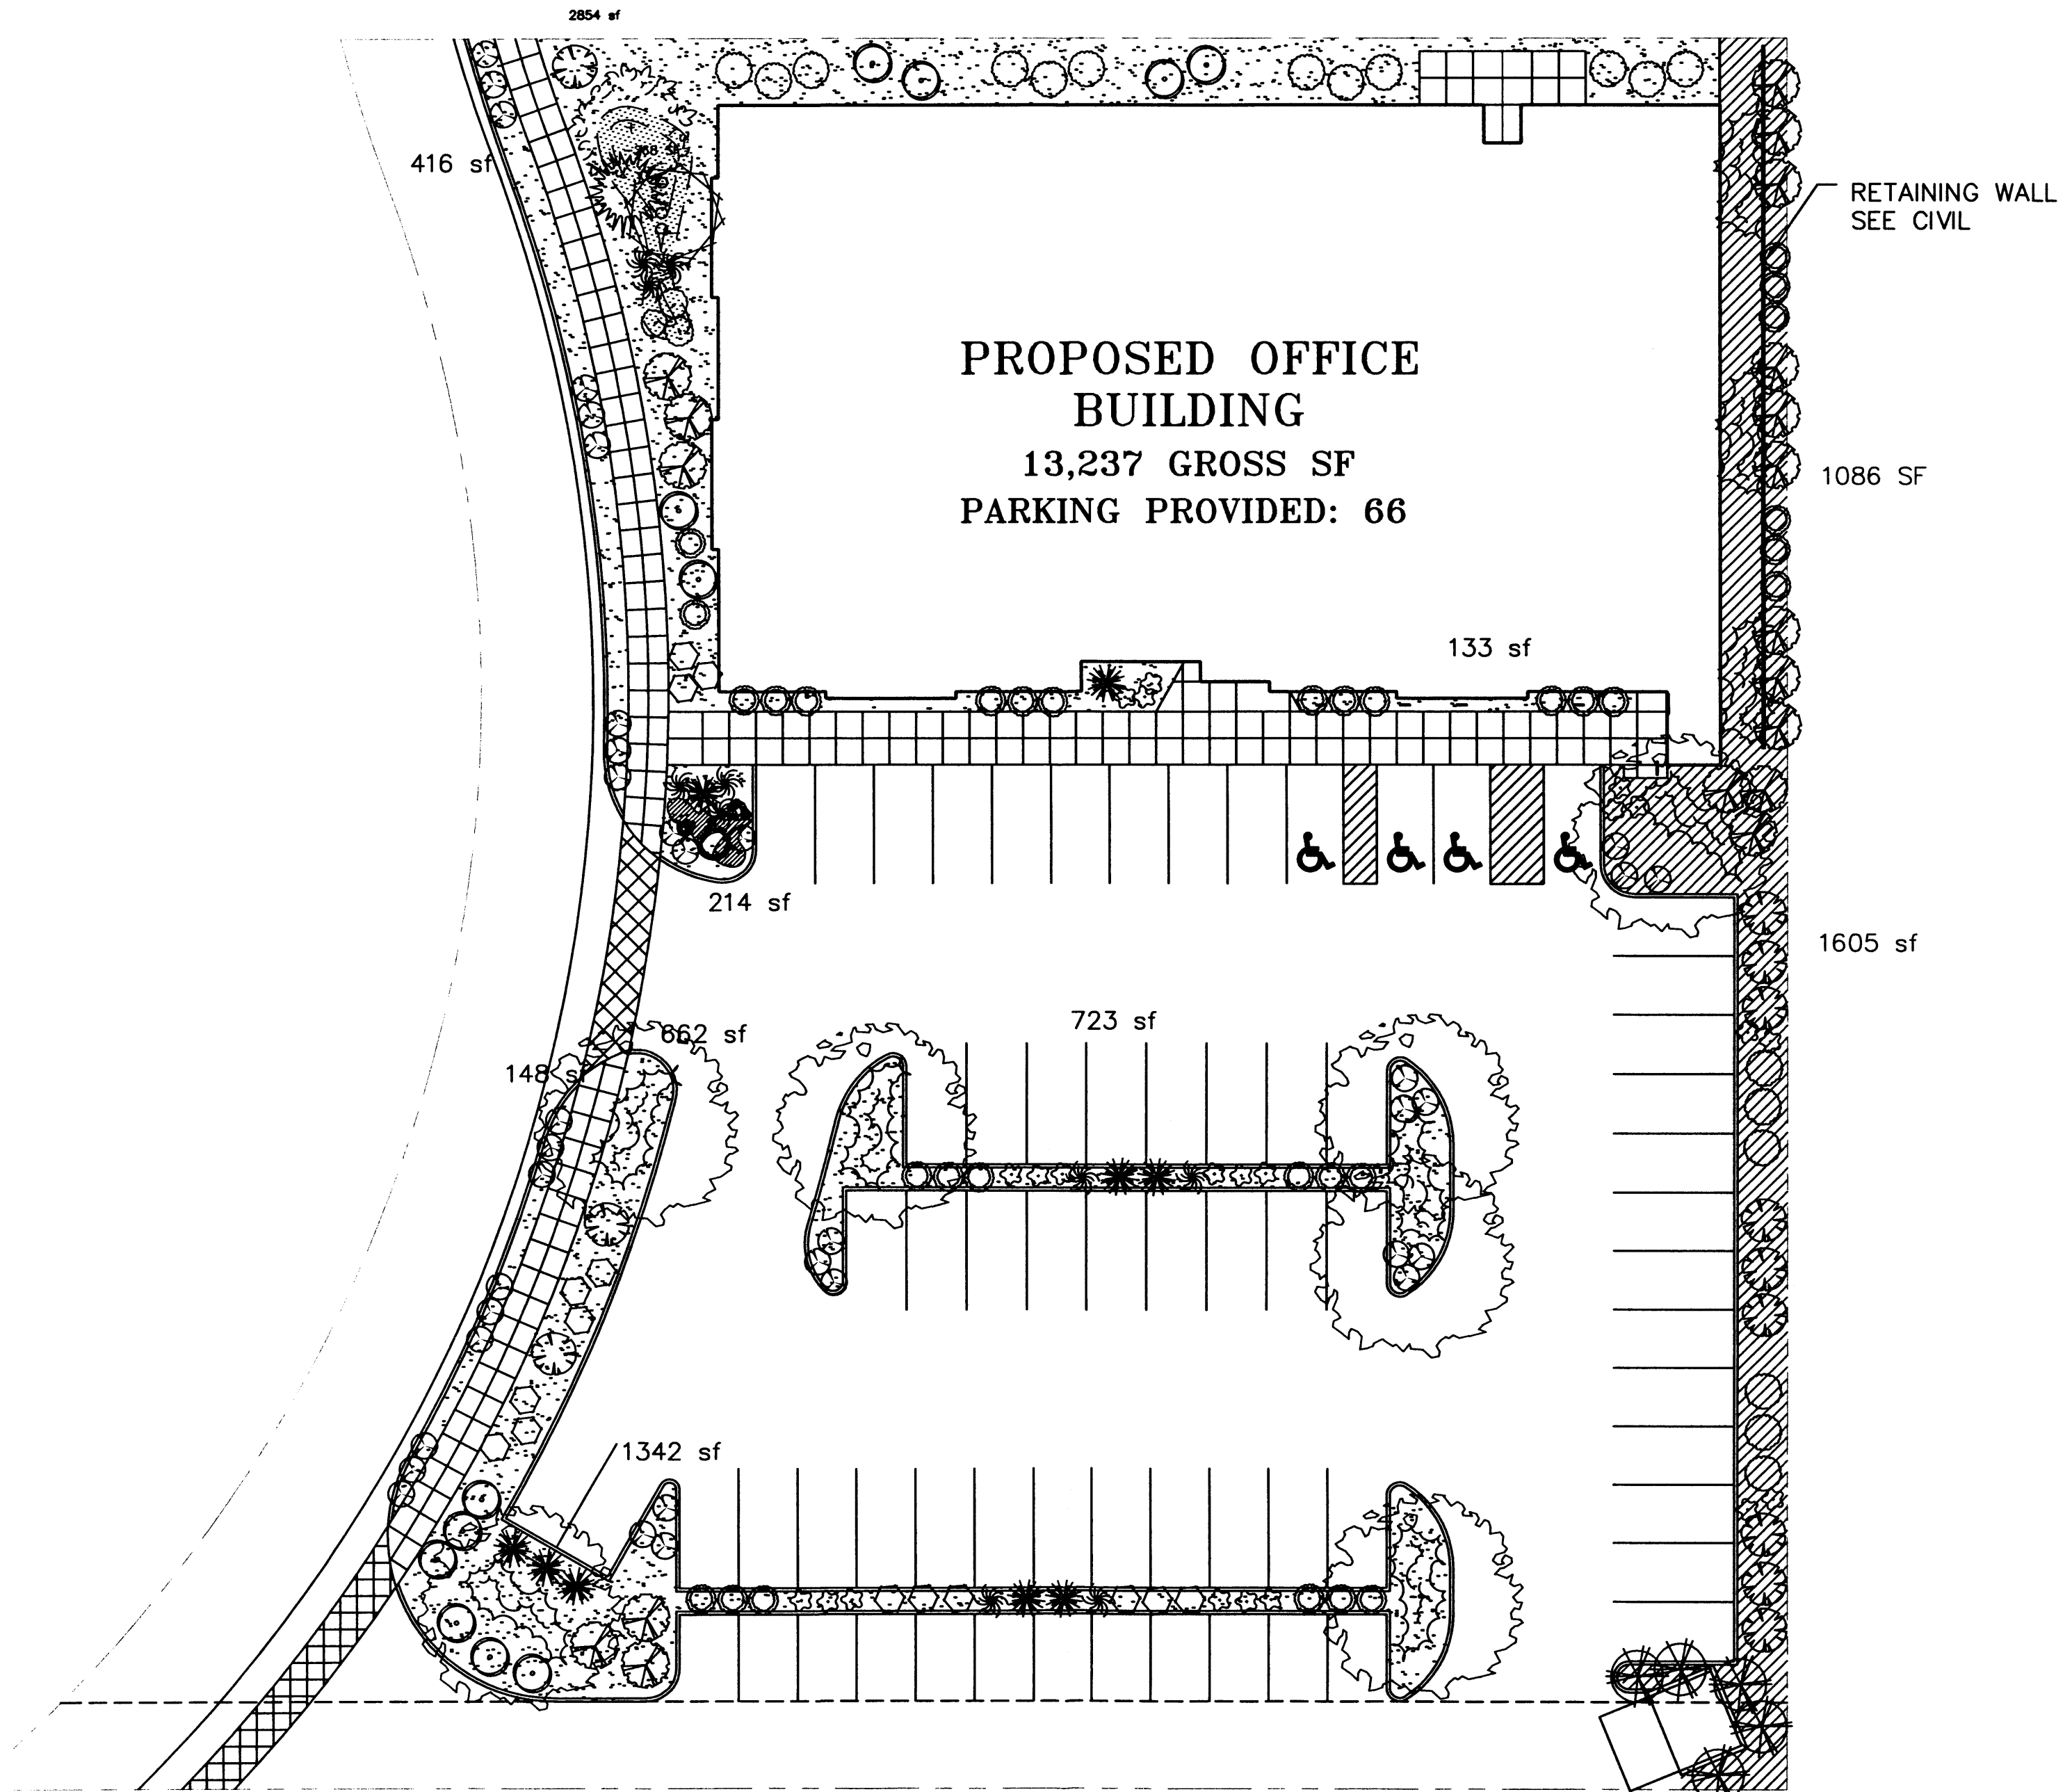 2854 sf
416 sf
RETAINING WALL
SEE CIVIL
PROPOSED OFFICE
BUILDING
13,237 GROSS SF
PARKING PROVIDED: 66
1086 SF
133 sf
214 sf
1605 sf
723 sf
662 sf
148 sf
1342 sf